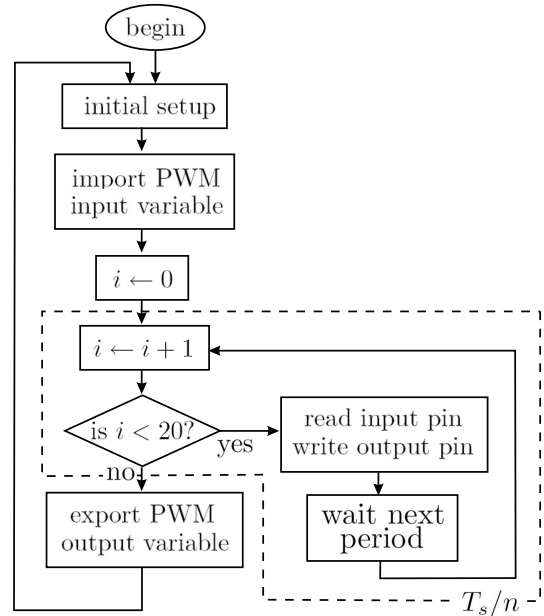 begin
initial setup
import PWM
input variable
i ← 0
i ← i + 1
is i < 20?
yes
read input pin
write output pin
no
wait next
period
export PWM
output variable
T_s/n